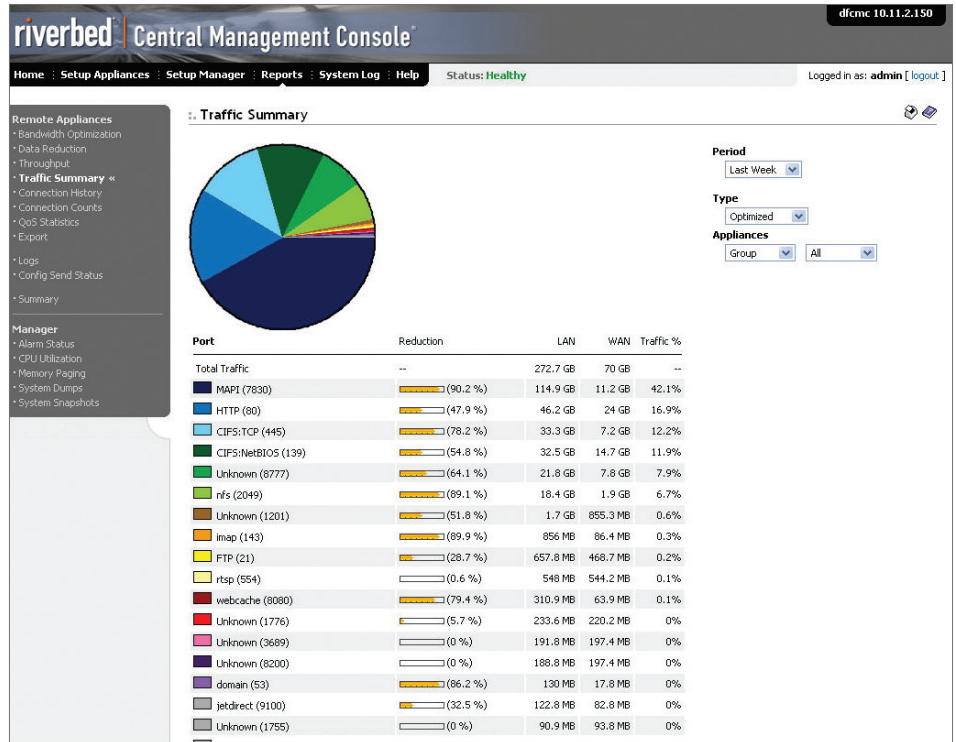 dfcmc 10.11.2.150
riverbed Central Management Console
Home Setup Appliances Setup Manager Reports System Log Help Status: Healthy Logged in as: admin [ logout ]
Remote Appliances
Bandwidth Optimization
Data Reduction
Throughput
Traffic Summary «
Connection History
Connection Counts
QoS Statistics
Export
Logs
Config Send Status
Summary
Manager
Alarm Status
CPU Utilization
Memory Paging
System Dumps
System Snapshots
:. Traffic Summary
Period
Last Week
Type
Optimized
Appliances
Group All
Port Reduction LAN WAN Traffic %
Total Traffic -- 272.7 GB 70 GB --
MAPI (7830) (90.2 %) 114.9 GB 11.2 GB 42.1%
HTTP (80) (47.9 %) 46.2 GB 24 GB 16.9%
CIFS:TCP (445) (78.2 %) 33.3 GB 7.2 GB 12.2%
CIFS:NetBIOS (139) (54.8 %) 32.5 GB 14.7 GB 11.9%
Unknown (8777) (64.1 %) 21.8 GB 7.8 GB 7.9%
nfs (2049) (89.1 %) 18.4 GB 1.9 GB 6.7%
Unknown (1201) (51.8 %) 1.7 GB 855.3 MB 0.6%
imap (143) (89.9 %) 856 MB 86.4 MB 0.3%
FTP (21) (28.7 %) 657.8 MB 468.7 MB 0.2%
rtsp (554) (0.6 %) 548 MB 544.2 MB 0.1%
webcache (8080) (79.4 %) 310.9 MB 63.9 MB 0.1%
Unknown (1776) (5.7 %) 233.6 MB 220.2 MB 0%
Unknown (3689) (0 %) 191.8 MB 197.4 MB 0%
Unknown (8200) (0 %) 188.8 MB 197.4 MB 0%
domain (53) (86.2 %) 130 MB 17.8 MB 0%
jetdirect (9100) (32.5 %) 122.8 MB 82.8 MB 0%
Unknown (1755) (0 %) 90.9 MB 93.8 MB 0%